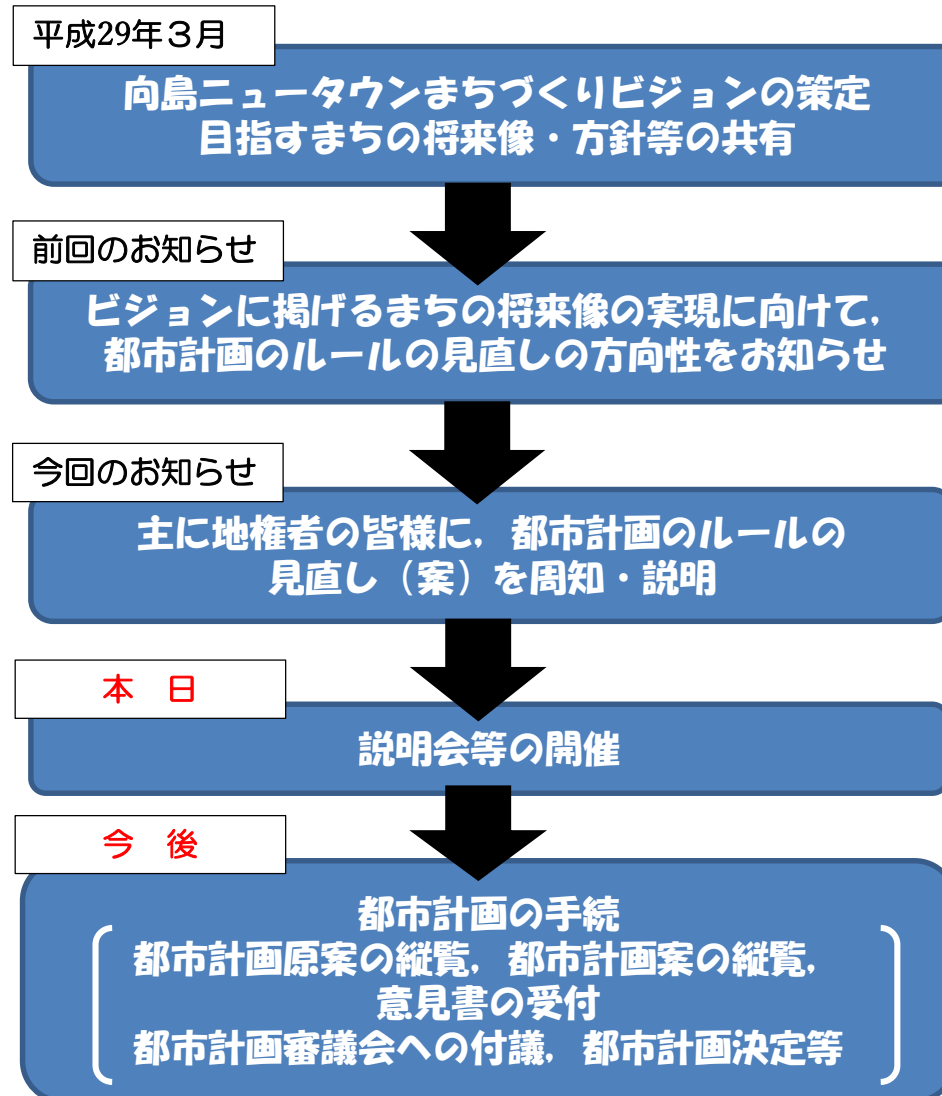 平成29年３月
向島ニュータウンまちづくりビジョンの策定
目指すまちの将来像・方針等の共有
前回のお知らせ
ビジョンに掲げるまちの将来像の実現に向けて，
都市計画のルールの見直しの方向性をお知らせ
今回のお知らせ
主に地権者の皆様に，都市計画のルールの
見直し（案）を周知・説明
本　日
説明会等の開催
今　後
都市計画の手続
都市計画原案の縦覧，都市計画案の縦覧，
意見書の受付
都市計画審議会への付議，都市計画決定等